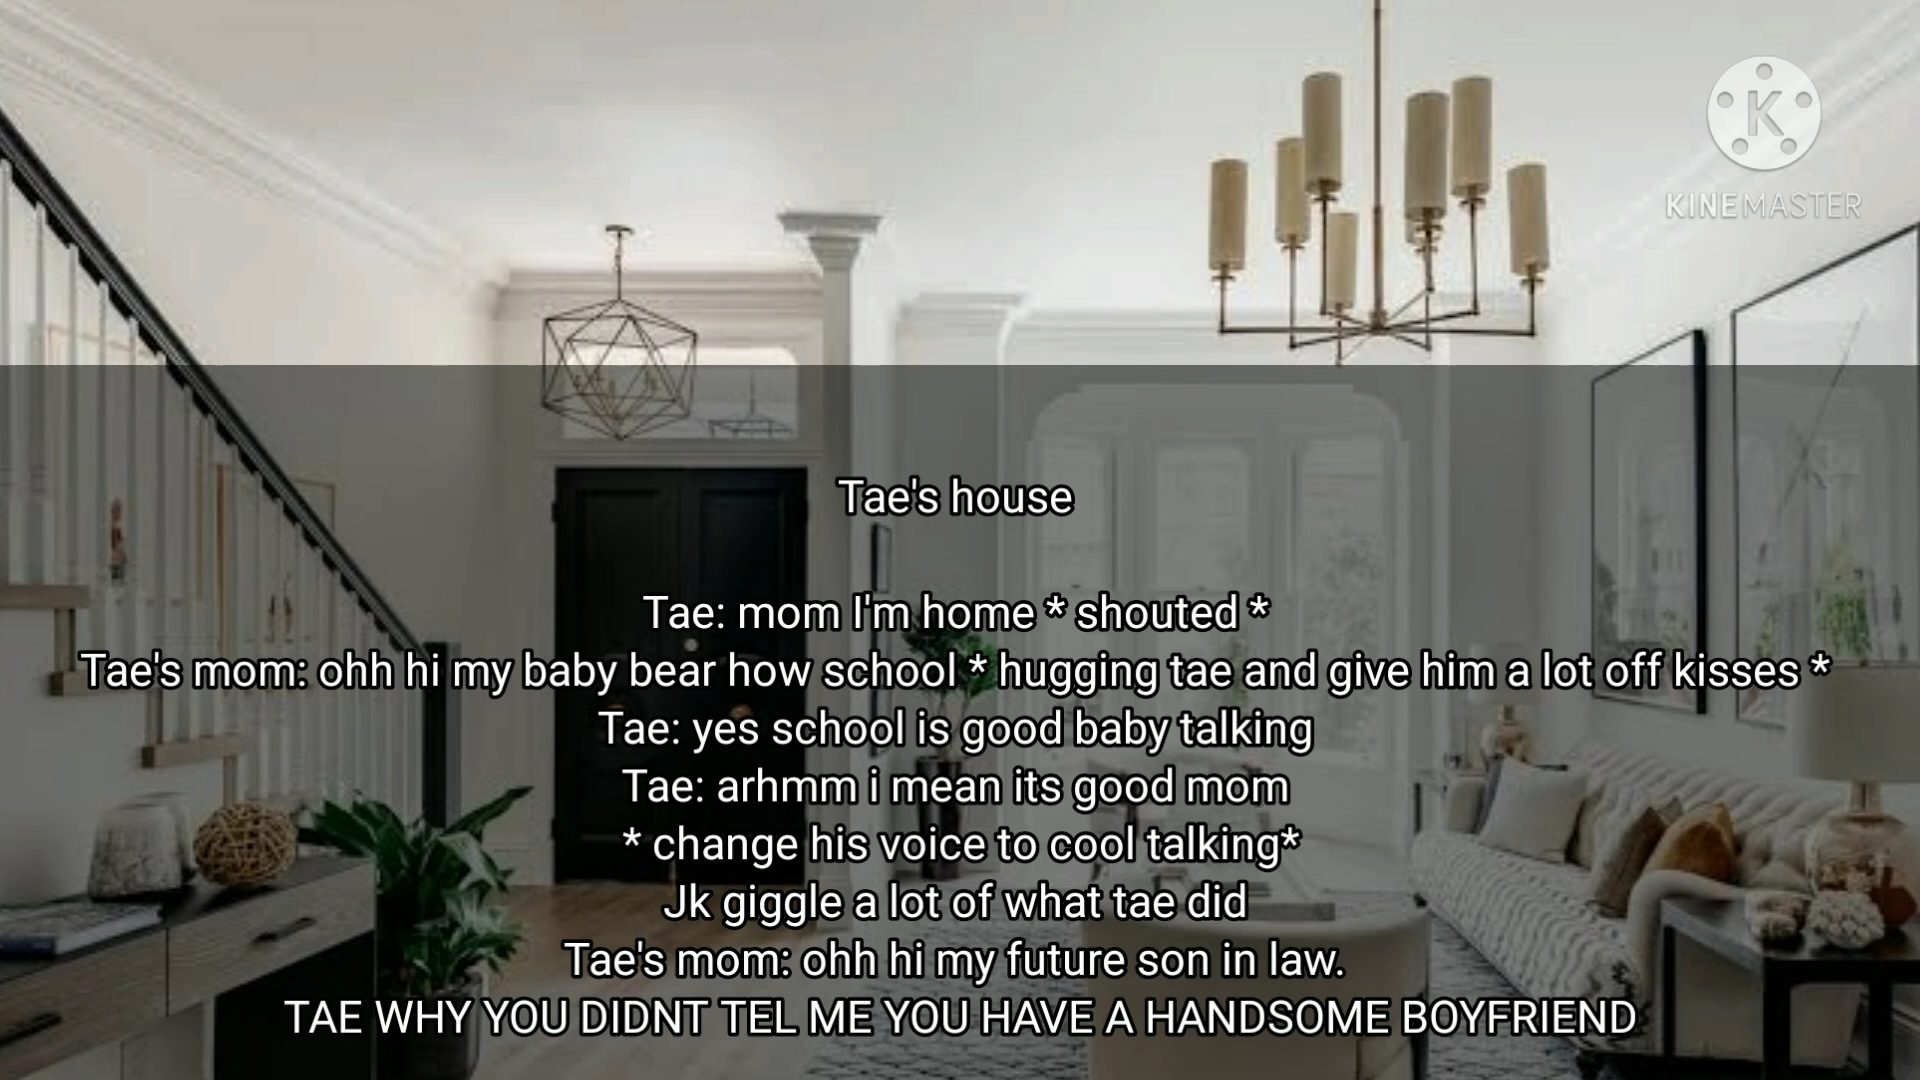 KINEMASTER
Tae's house
Tae: mom I'm home * shouted *
Tae's mom: ohh hi my baby bear how school * hugging tae and give him a lot off kisses *
Tae: yes school is good baby talking
Tae: arhmm i mean its good mom
* change his voice to cool talking*
Jk giggle a lot of what tae did
Tae's mom: ohh hi my future son in law.
TAE WHY YOU DIDNT TEL ME YOU HAVE A HANDSOME BOYFRIEND